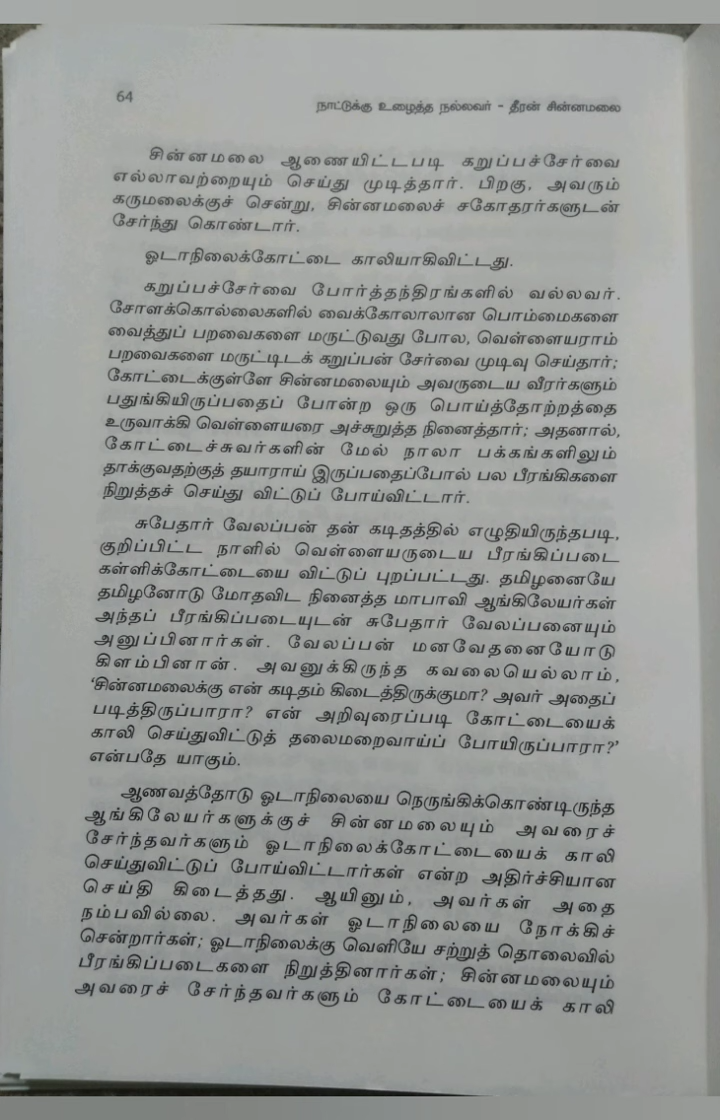 64
நாட்டுக்கு உழைத்த நல்லவர் - தீரன் சின்னமலை
சின்னமலை ஆணையிட்டபடி கறுப்பச்சேர்வை
எல்லாவற்றையும் செய்து முடித்தார். பிறகு, அவரும்
கருமலைக்குச் சென்று, சின்னமலைச் சகோதரர்களுடன்
சேர்ந்து கொண்டார்.
ஓடாநிலைக்கோட்டை காலியாகிவிட்டது.
கறுப்பச்சேர்வை போர்த்தந்திரங்களில் வல்லவர்.
சோளக்கொல்லைகளில் வைக்கோலாலான பொம்மைகளை
வைத்துப் பறவைகளை மருட்டுவது போல, வெள்ளையராம்
பறவைகளை மருட்டிடக் கறுப்பன் சேர்வை முடிவு செய்தார்;
கோட்டைக்குள்ளே சின்னமலையும் அவருடைய வீரர்களும்
பதுங்கியிருப்பதைப் போன்ற ஒரு பொய்த்தோற்றத்தை
உருவாக்கி வெள்ளையரை அச்சுறுத்த நினைத்தார்; அதனால்,
கோட்டைச்சுவர்களின் மேல் நாலா பக்கங்களிலும்
தாக்குவதற்குத் தயாராய் இருப்பதைப்போல் பல பீரங்கிகளை
நிறுத்தச் செய்து விட்டுப் போய்விட்டார்.
சுபேதார் வேலப்பன் தன் கடிதத்தில் எழுதியிருந்தபடி,
குறிப்பிட்ட நாளில் வெள்ளையருடைய பீரங்கிப்படை
கள்ளிக்கோட்டையை விட்டுப் புறப்பட்டது. தமிழனையே
தமிழனோடு மோதவிட நினைத்த மாபாவி ஆங்கிலேயர்கள்
அந்தப் பீரங்கிப்படையுடன் சுபேதார் வேலப்பனையும்
அனுப்பினார்கள். வேலப்பன் மனவேதனையோடு
கிளம்பினான். அவனுக்கிருந்த கவலையெல்லாம்,
‘சின்னமலைக்கு என் கடிதம் கிடைத்திருக்குமா? அவர் அதைப்
படித்திருப்பாரா? என் அறிவுரைப்படி கோட்டையைக்
காலி செய்துவிட்டுத் தலைமறைவாய்ப் போயிருப்பாரா?’
என்பதே யாகும்.
ஆணவத்தோடு ஓடாநிலையை நெருங்கிக்கொண்டிருந்த
ஆங்கிலேயர்களுக்குச் சின்னமலையும் அவரைச்
சேர்ந்தவர்களும் ஓடாநிலைக்கோட்டையைக் காலி
செய்துவிட்டுப் போய்விட்டார்கள் என்ற அதிர்ச்சியான
செய்தி கிடைத்தது. ஆயினும், அவர்கள் அதை
நம்பவில்லை. அவர்கள் ஓடாநிலையை நோக்கிச்
சென்றார்கள்; ஓடாநிலைக்கு வெளியே சற்றுத் தொலைவில்
பீரங்கிப்படைகளை நிறுத்தினார்கள்; சின்னமலையும்
அவரைச் சேர்ந்தவர்களும் கோட்டையைக் காலி